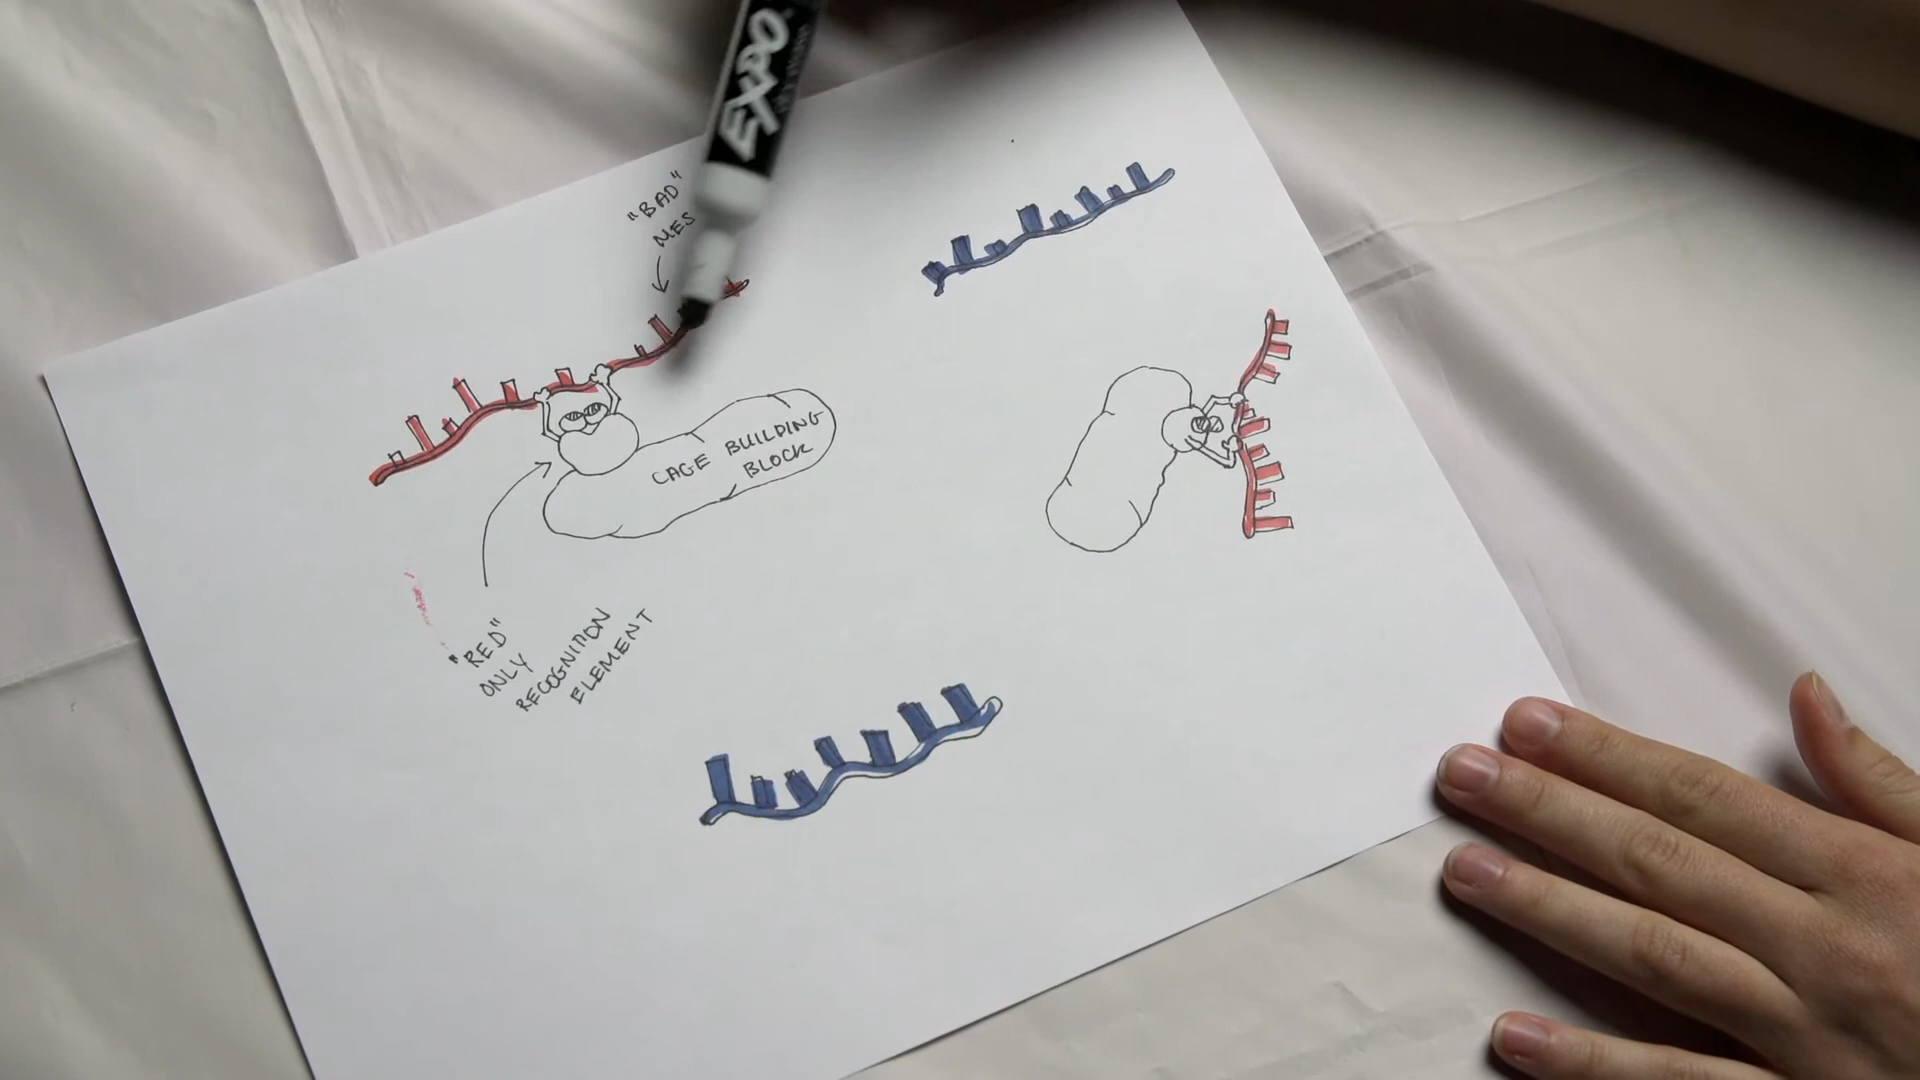 EXPO
"BAD"
MES
CAGE BUILDING
BLOCK
"RED"
ONLY
RECOGNITION
ELEMENT